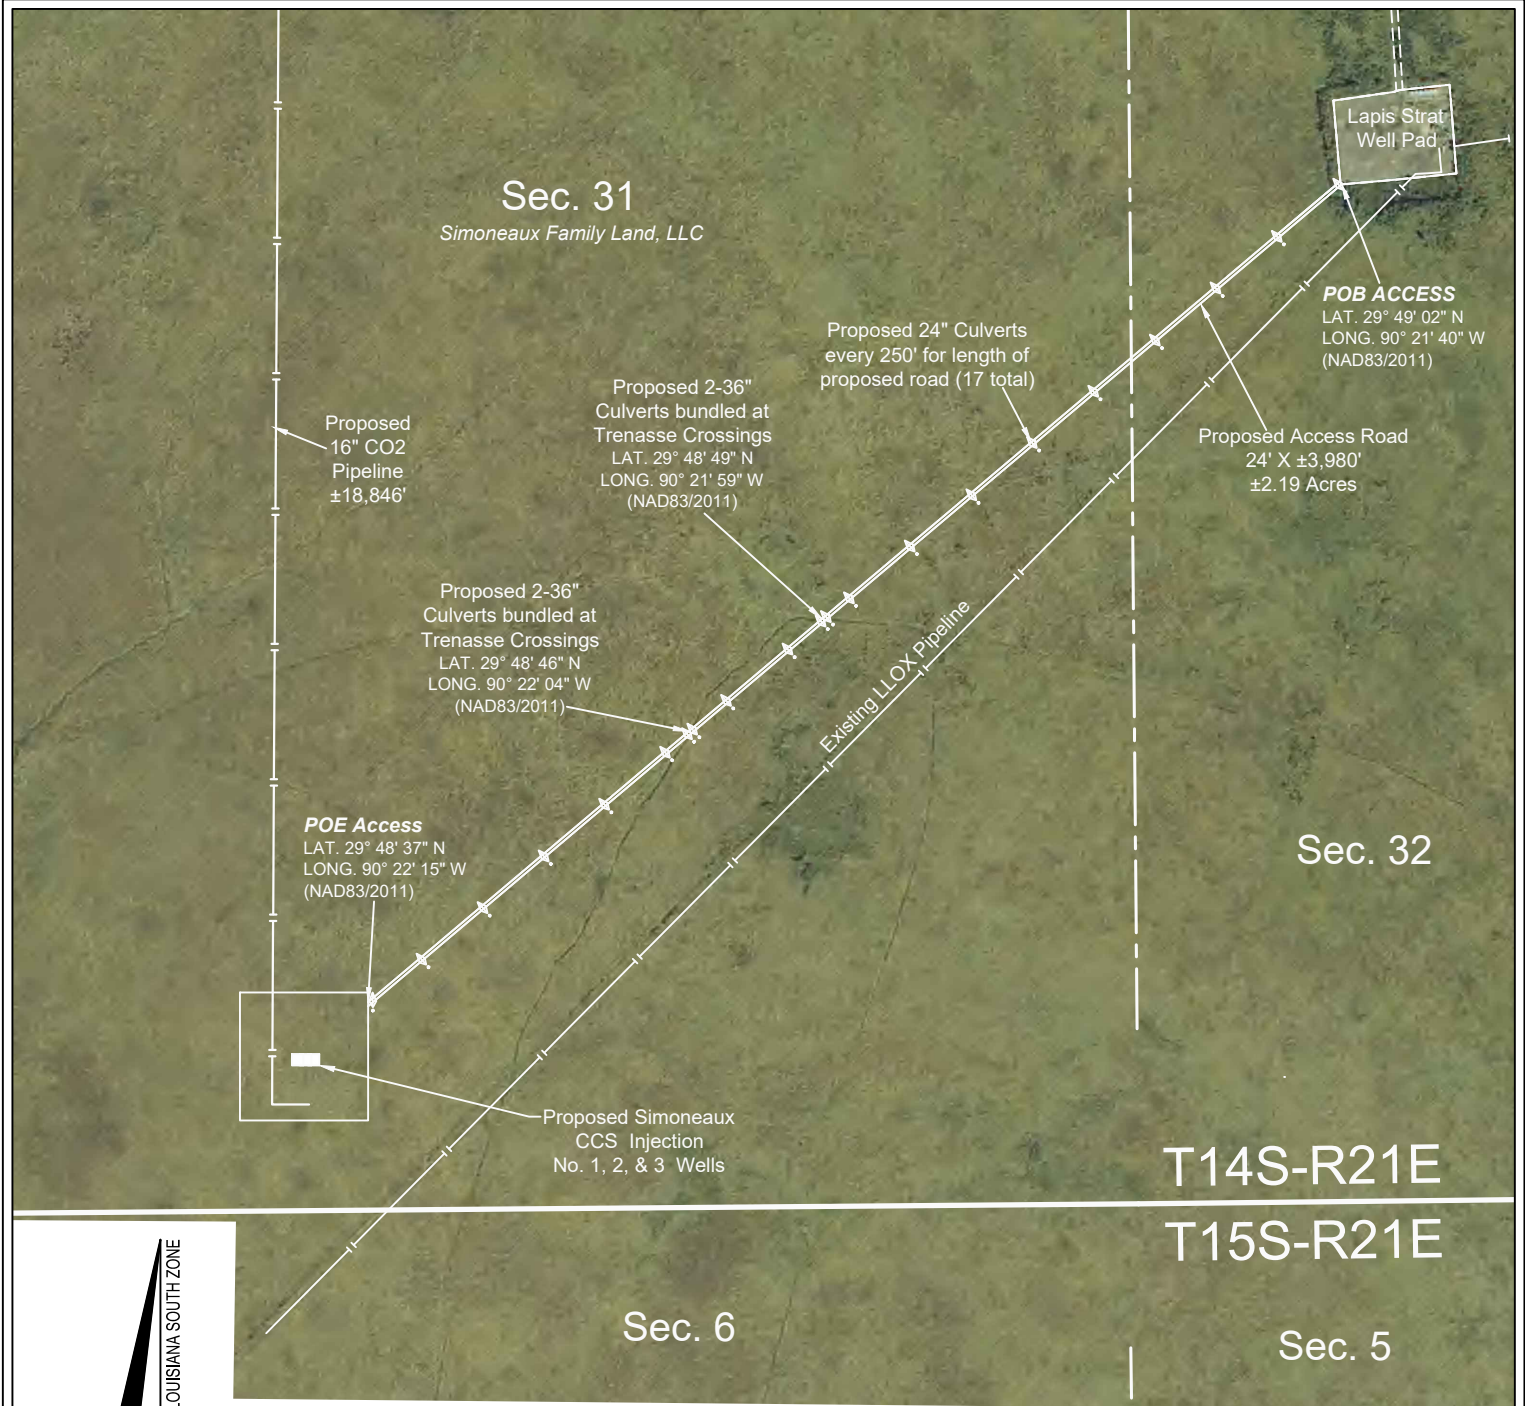 Lapis Strat
Well Pad
Sec. 31
Simoneaux Family Land, LLC
POB ACCESS
LAT. 29° 49' 02" N
LONG. 90° 21' 40" W
(NAD83/2011)
Proposed 24" Culverts
every 250' for length of
proposed road (17 total)
Proposed 2-36"
Culverts bundled at
Trenasse Crossings
LAT. 29° 48' 49" N
LONG. 90° 21' 59" W
(NAD83/2011)
Proposed
16" CO2
Pipeline
±18,846'
Proposed Access Road
24' X ±3,980'
±2.19 Acres
Proposed 2-36"
Culverts bundled at
Trenasse Crossings
LAT. 29° 48' 46" N
LONG. 90° 22' 04" W
(NAD83/2011)
Existing LLOX Pipeline
POE Access
LAT. 29° 48' 37" N
LONG. 90° 22' 15" W
(NAD83/2011)
Sec. 32
Proposed Simoneaux
CCS Injection
No. 1, 2, & 3 Wells
T14S-R21E
T15S-R21E
LOUISIANA SOUTH ZONE
Sec. 6
Sec. 5